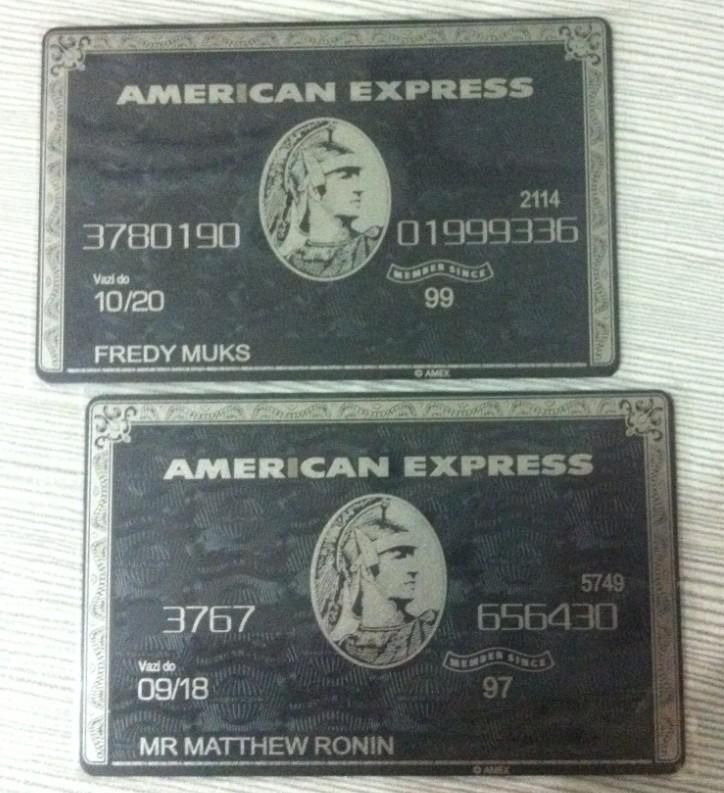 AMERICAN EXPRESS
2114
3780190 01999336
MEMBER SINCE
Vazi do
10/20 99
FREDY MUKS
© AMEX
AMERICAN EXPRESS
5749
3767 656430
MEMBER SINCE
Vazi do
09/18 97
MR MATTHEW RONIN
© AMEX